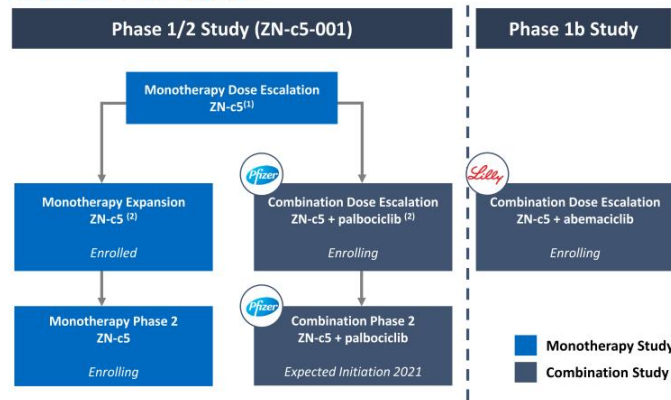 Phase 1/2 Study (ZN-c5-001)
Phase 1b Study
Monotherapy Dose Escalation
ZN-c5(1)
Monotherapy Expansion
ZN-c5 (2)
Enrolled
Pfizer
Combination Dose Escalation
ZN-c5 + palbociclib (2)
Enrolling
Lilly
Combination Dose Escalation
ZN-c5 + abemaciclib
Enrolling
Monotherapy Phase 2
ZN-c5
Enrolling
Pfizer
Combination Phase 2
ZN-c5 + palbociclib
Expected Initiation 2021
Monotherapy Study
Combination Study